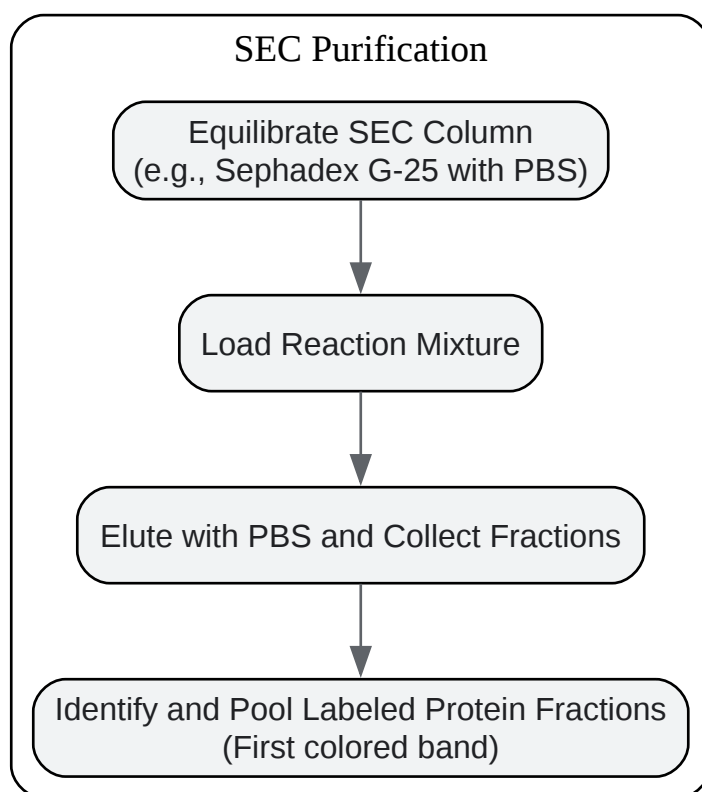 SEC Purification
Equilibrate SEC Column
(e.g., Sephadex G-25 with PBS)
Load Reaction Mixture
Elute with PBS and Collect Fractions
Identify and Pool Labeled Protein Fractions
(First colored band)